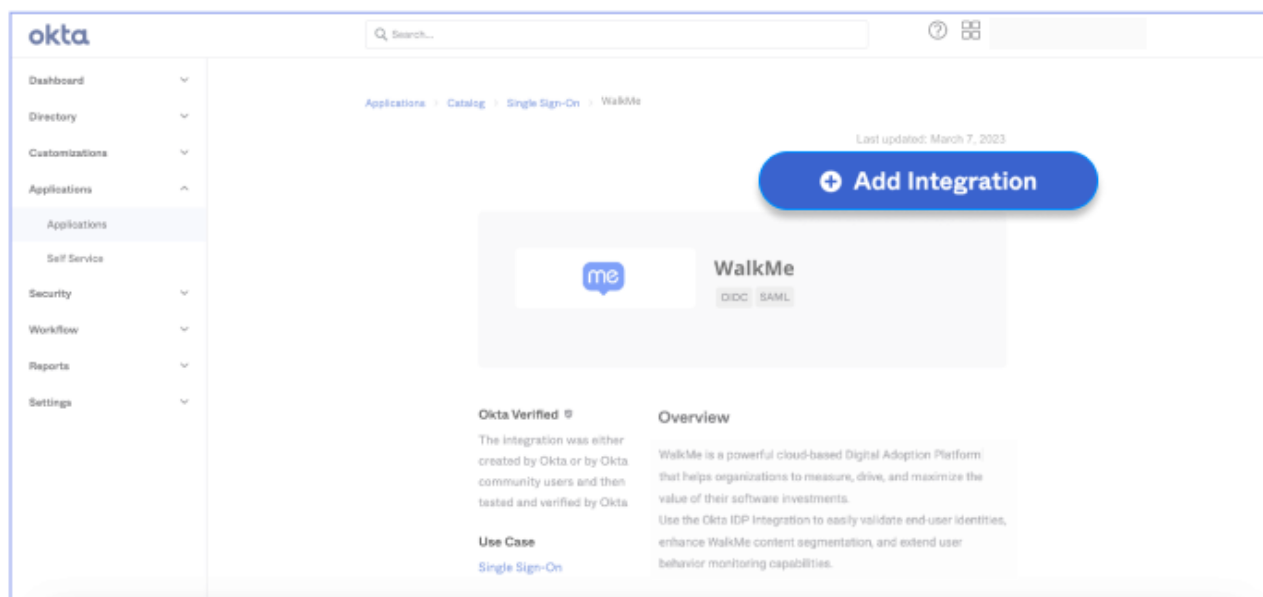 okta
Search...
Dashboard
Directory
Customizations
Applications
Applications
Self Service
Security
Workflow
Reports
Settings
Applications > Catalog > Single Sign-On > WalkMe
Last updated: March 7, 2023
Add Integration
me
WalkMe
OIDC SAML
Okta Verified
The integration was either
created by Okta or by Okta
community users and then
tested and verified by Okta
Use Case
Single Sign-On
Overview
WalkMe is a powerful cloud-based Digital Adoption Platform
that helps organizations to measure, drive, and maximize the
value of their software investments.
Use the Okta IDP Integration to easily validate end-user identities,
enhance WalkMe content segmentation, and extend user
behavior monitoring capabilities.